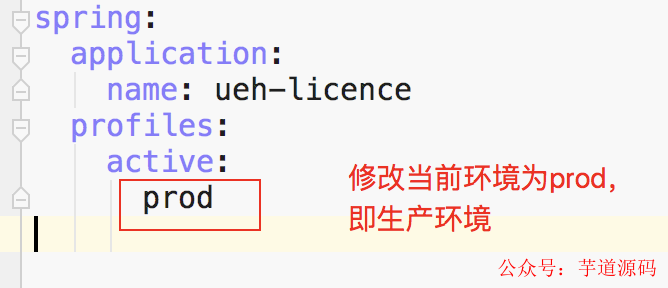 spring:
application:
name: ueh-licence
profiles:
active:
prod
修改当前环境为prod，
即生产环境
公众号：芋道源码